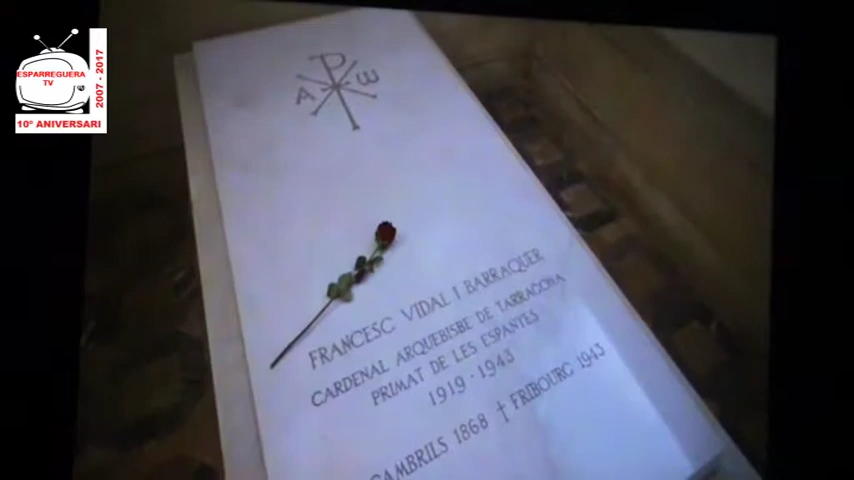 ESPARREGUERA
TV
2007 - 2017
10º ANIVERSARI
A ω
FRANCESC VIDAL I BARRAQUER
CARDENAL ARQUEBISBE DE TARRAGONA
PRIMAT DE LES ESPANYES
1919 - 1943
CAMBRILS 1868 † FRIBOURG 1943